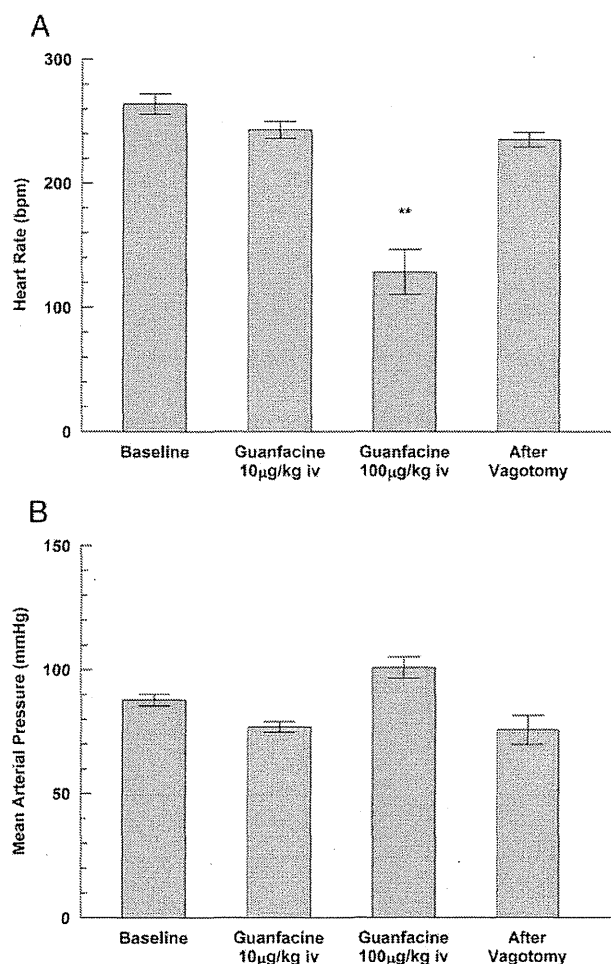 A
300
200
100
0
Heart Rate (bpm)
**
Baseline
Guanfacine
10µg/kg iv
Guanfacine
100µg/kg iv
After
Vagotomy
B
150
100
50
0
Mean Arterial Pressure (mmHg)
Baseline
Guanfacine
10µg/kg iv
Guanfacine
100µg/kg iv
After
Vagotomy